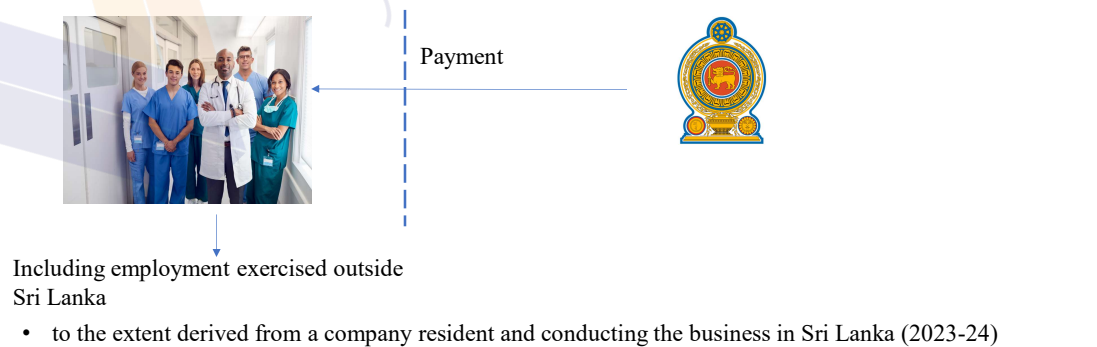 Payment
Including employment exercised outside
Sri Lanka
• to the extent derived from a company resident and conducting the business in Sri Lanka (2023-24)